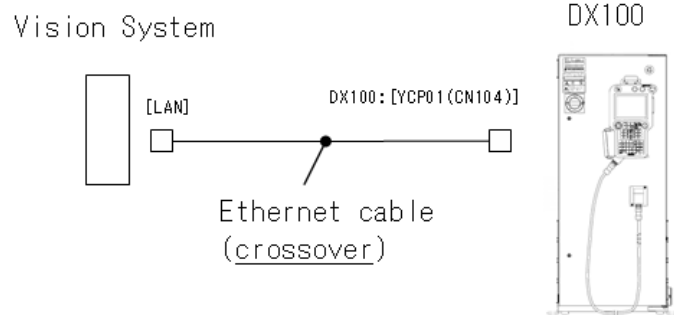 Vision System
DX100
[LAN]
DX100:[YCP01(CN104)]
Ethernet cable
(crossover)